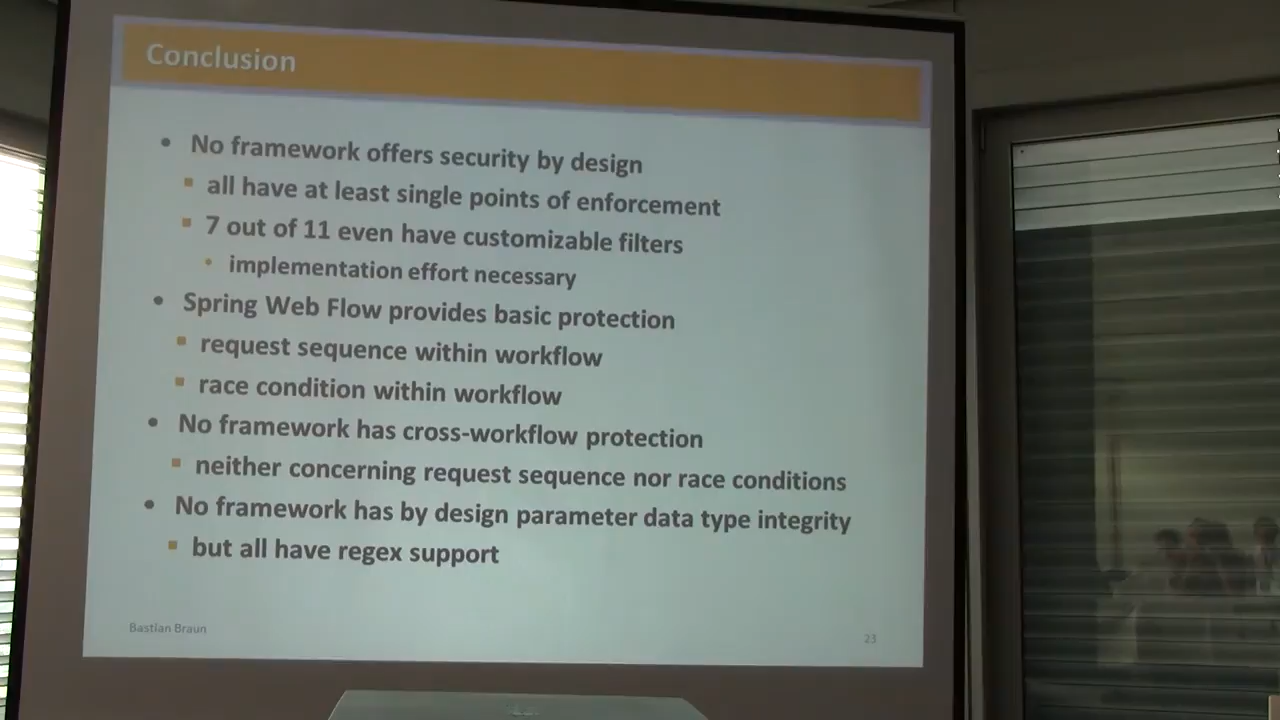 Conclusion
• No framework offers security by design
▪ all have at least single points of enforcement
▪ 7 out of 11 even have customizable filters
• implementation effort necessary
• Spring Web Flow provides basic protection
▪ request sequence within workflow
▪ race condition within workflow
• No framework has cross-workflow protection
▪ neither concerning request sequence nor race conditions
• No framework has by design parameter data type integrity
▪ but all have regex support
Bastian Braun
23